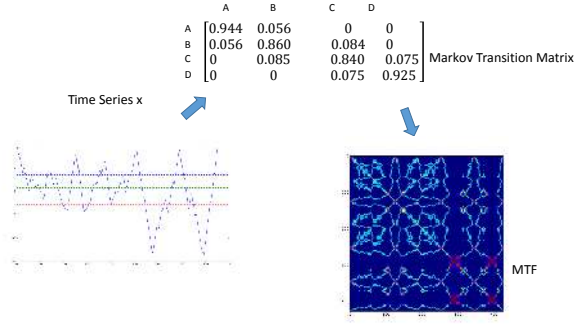 A B C D
A 0.944 0.056 0 0
B 0.056 0.860 0.084 0
C 0 0.085 0.840 0.075
D 0 0 0.075 0.925
Markov Transition Matrix
Time Series x
MTF